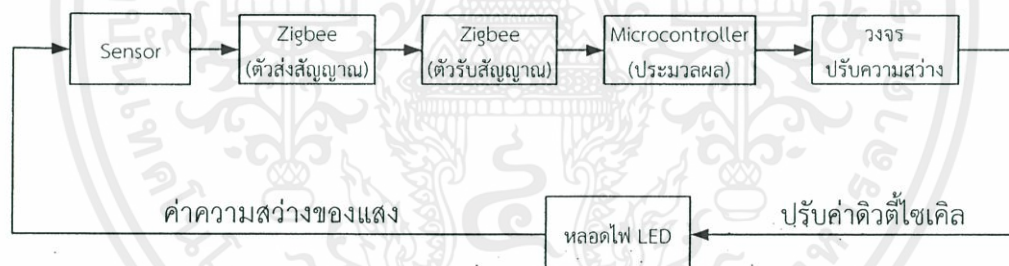 Sensor
Zigbee
(ตัวส่งสัญญาณ)
Zigbee
(ตัวรับสัญญาณ)
Microcontroller
(ประมวลผล)
วงจร
ปรับความสว่าง
ค่าความสว่างของแสง
หลอดไฟ LED
ปรับค่าดิวตี้ไซเคิล